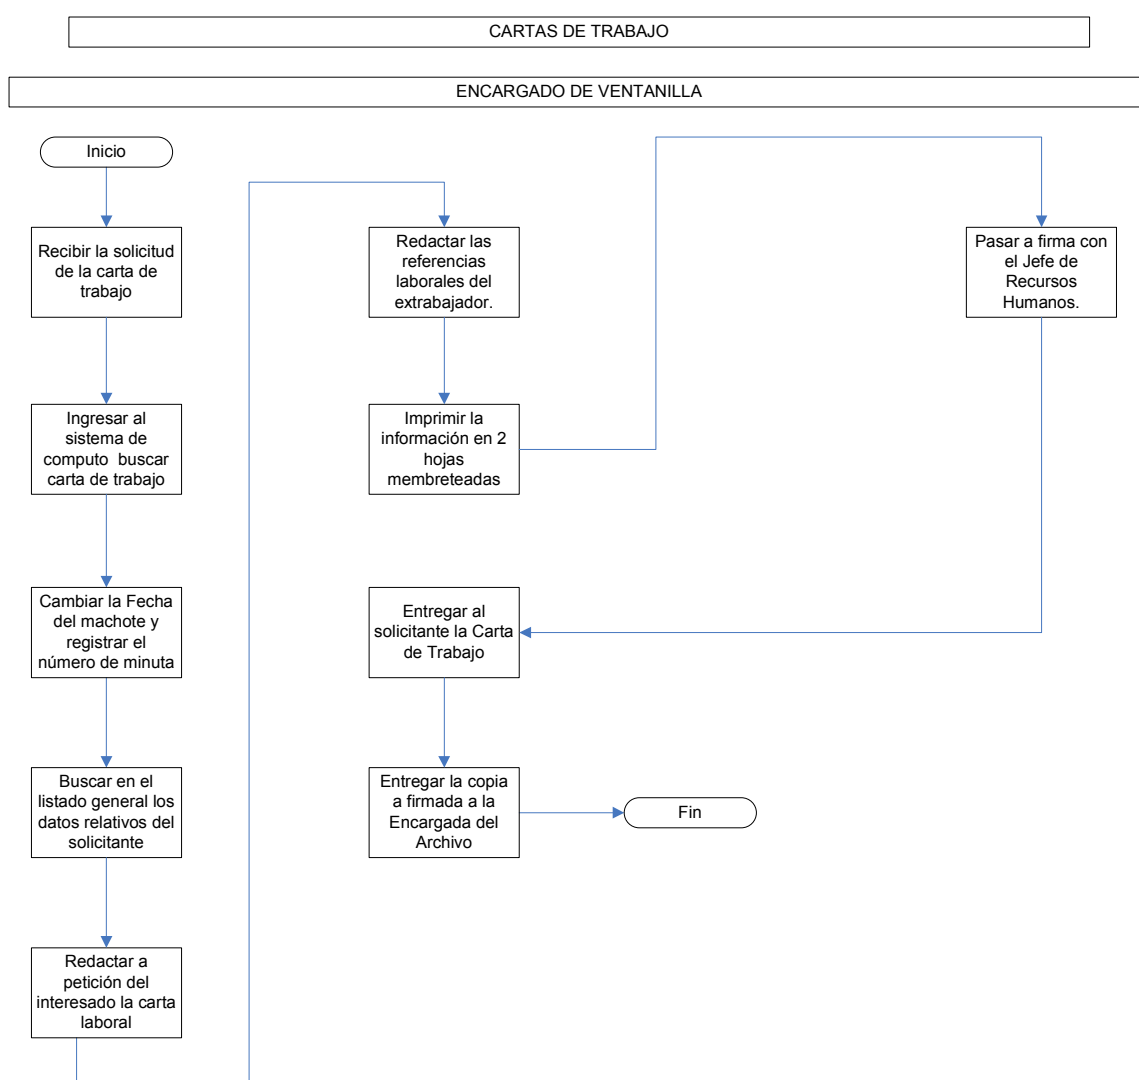 CARTAS DE TRABAJO
ENCARGADO DE VENTANILLA
Inicio
Recibir la solicitud
de la carta de
trabajo
Ingresar al
sistema de
computo buscar
carta de trabajo
Cambiar la Fecha
del machote y
registrar el
número de minuta
Buscar en el
listado general los
datos relativos del
solicitante
Redactar a
petición del
interesado la carta
laboral
Redactar las
referencias
laborales del
extrabajador.
Imprimir la
información en 2
hojas
membreteadas
Pasar a firma con
el Jefe de
Recursos
Humanos.
Entregar al
solicitante la Carta
de Trabajo
Entregar la copia
a firmada a la
Encargada del
Archivo
Fin